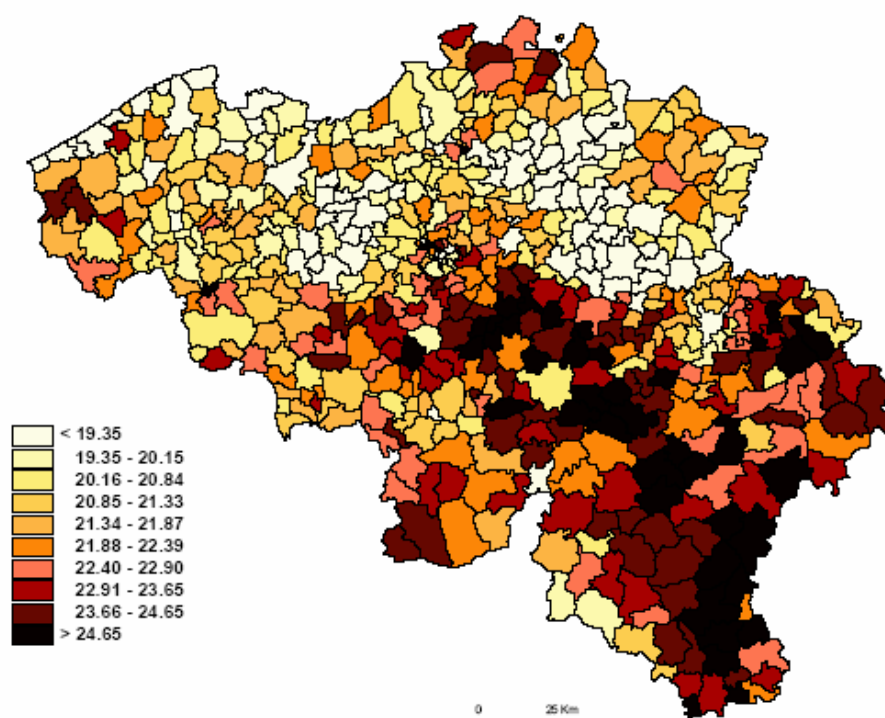 < 19.35
19.35 - 20.15
20.16 - 20.84
20.85 - 21.33
21.34 - 21.87
21.88 - 22.39
22.40 - 22.90
22.91 - 23.65
23.66 - 24.65
> 24.65
0 25 Km